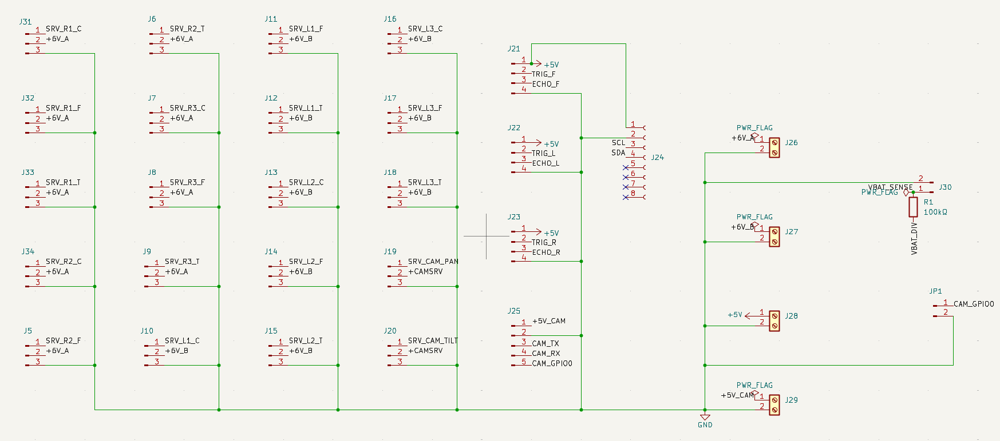 J31
1 SRV_R1_C
2 +6V_A
3
J32
1 SRV_R1_F
2 +6V_A
3
J33
1 SRV_R1_T
2 +6V_A
3
J34
1 SRV_R2_C
2 +6V_A
3
J5
1 SRV_R2_F
2 +6V_A
3
J6
1 SRV_R2_T
2 +6V_A
3
J7
1 SRV_R3_C
2 +6V_A
3
J8
1 SRV_R3_F
2 +6V_A
3
J9
1 SRV_R3_T
2 +6V_A
3
J10
1 SRV_L1_C
2 +6V_B
3
J11
1 SRV_L1_F
2 +6V_B
3
J12
1 SRV_L1_T
2 +6V_B
3
J13
1 SRV_L2_C
2 +6V_B
3
J14
1 SRV_L2_F
2 +6V_B
3
J15
1 SRV_L2_T
2 +6V_B
3
J16
1 SRV_L3_C
2 +6V_B
3
J17
1 SRV_L3_F
2 +6V_B
3
J18
1 SRV_L3_T
2 +6V_B
3
J19
1 SRV_CAM_PAN
2 +CAMSRV
3
J20
1 SRV_CAM_TILT
2 +CAMSRV
3
J21
1 +5V
2 TRIG_F
3 ECHO_F
4
J22
1 +5V
2 TRIG_L
3 ECHO_L
4
J23
1 +5V
2 TRIG_R
3 ECHO_R
4
J25
1 +5V_CAM
2
3 CAM_TX
4 CAM_RX
5 CAM_GPIO0
1
2
SCL 3
SDA 4
J24
5
6
7
8
PWR_FLAG
+6V_A 1
2
J26
PWR_FLAG
+6V_B 1
2
J27
+5V 1
2
J28
PWR_FLAG
+5V_CAM 1
2
J29
GND
2
VBAT_SENSE
J30
PWR_FLAG 1
R1
100kΩ
VBAT_DIV
JP1
1 CAM_GPIO0
2